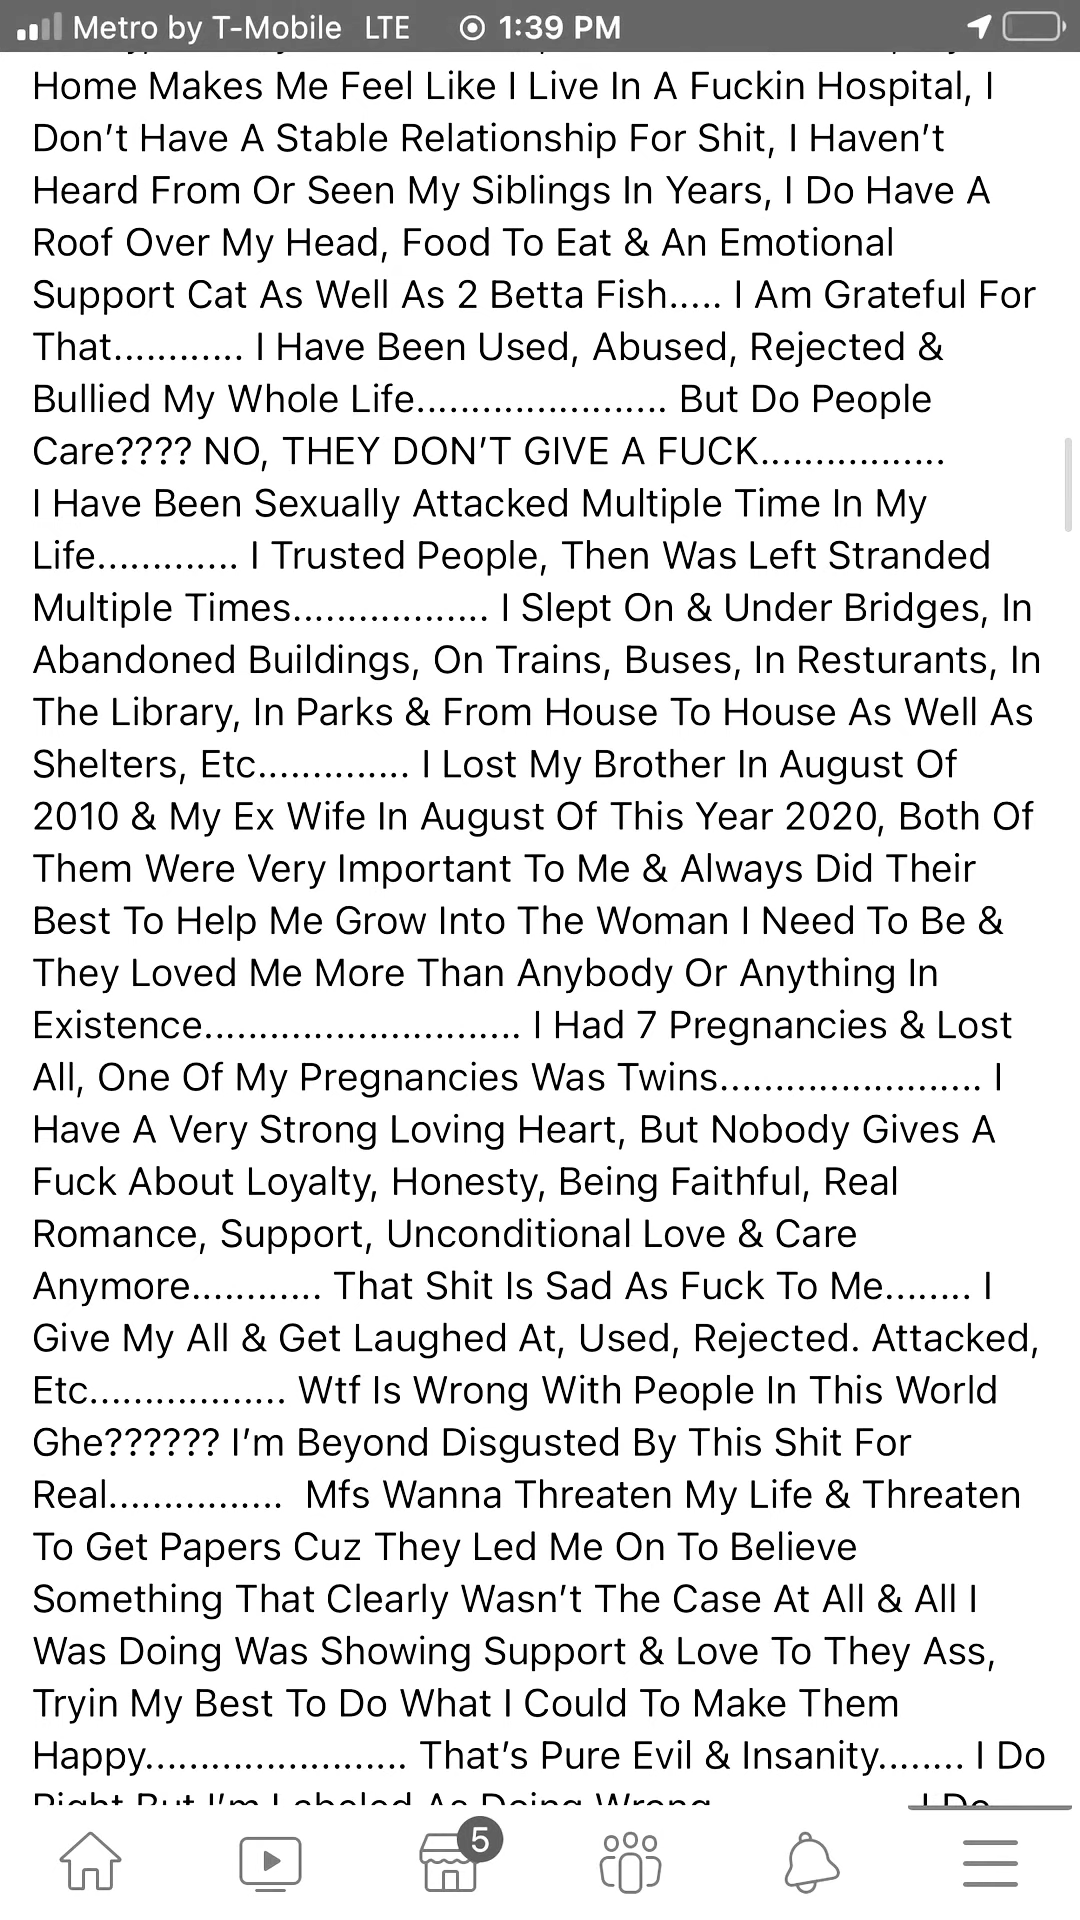 Metro by T-Mobile LTE 1:39 PM
Home Makes Me Feel Like I Live In A Fuckin Hospital, I
Don't Have A Stable Relationship For Shit, I Haven't
Heard From Or Seen My Siblings In Years, I Do Have A
Roof Over My Head, Food To Eat & An Emotional
Support Cat As Well As 2 Betta Fish..... I Am Grateful For
That............ I Have Been Used, Abused, Rejected &
Bullied My Whole Life....................... But Do People
Care???? NO, THEY DON'T GIVE A FUCK.................
I Have Been Sexually Attacked Multiple Time In My
Life............. I Trusted People, Then Was Left Stranded
Multiple Times.................. I Slept On & Under Bridges, In
Abandoned Buildings, On Trains, Buses, In Resturants, In
The Library, In Parks & From House To House As Well As
Shelters, Etc.............. I Lost My Brother In August Of
2010 & My Ex Wife In August Of This Year 2020, Both Of
Them Were Very Important To Me & Always Did Their
Best To Help Me Grow Into The Woman I Need To Be &
They Loved Me More Than Anybody Or Anything In
Existence............................. I Had 7 Pregnancies & Lost
All, One Of My Pregnancies Was Twins........................ I
Have A Very Strong Loving Heart, But Nobody Gives A
Fuck About Loyalty, Honesty, Being Faithful, Real
Romance, Support, Unconditional Love & Care
Anymore............ That Shit Is Sad As Fuck To Me........ I
Give My All & Get Laughed At, Used, Rejected. Attacked,
Etc.................. Wtf Is Wrong With People In This World
Ghe?????? I'm Beyond Disgusted By This Shit For
Real................ Mfs Wanna Threaten My Life & Threaten
To Get Papers Cuz They Led Me On To Believe
Something That Clearly Wasn't The Case At All & All I
Was Doing Was Showing Support & Love To They Ass,
Tryin My Best To Do What I Could To Make Them
Happy........................ That's Pure Evil & Insanity........ I Do
Right But I'm Labeled As Doing Wrong I Do
5